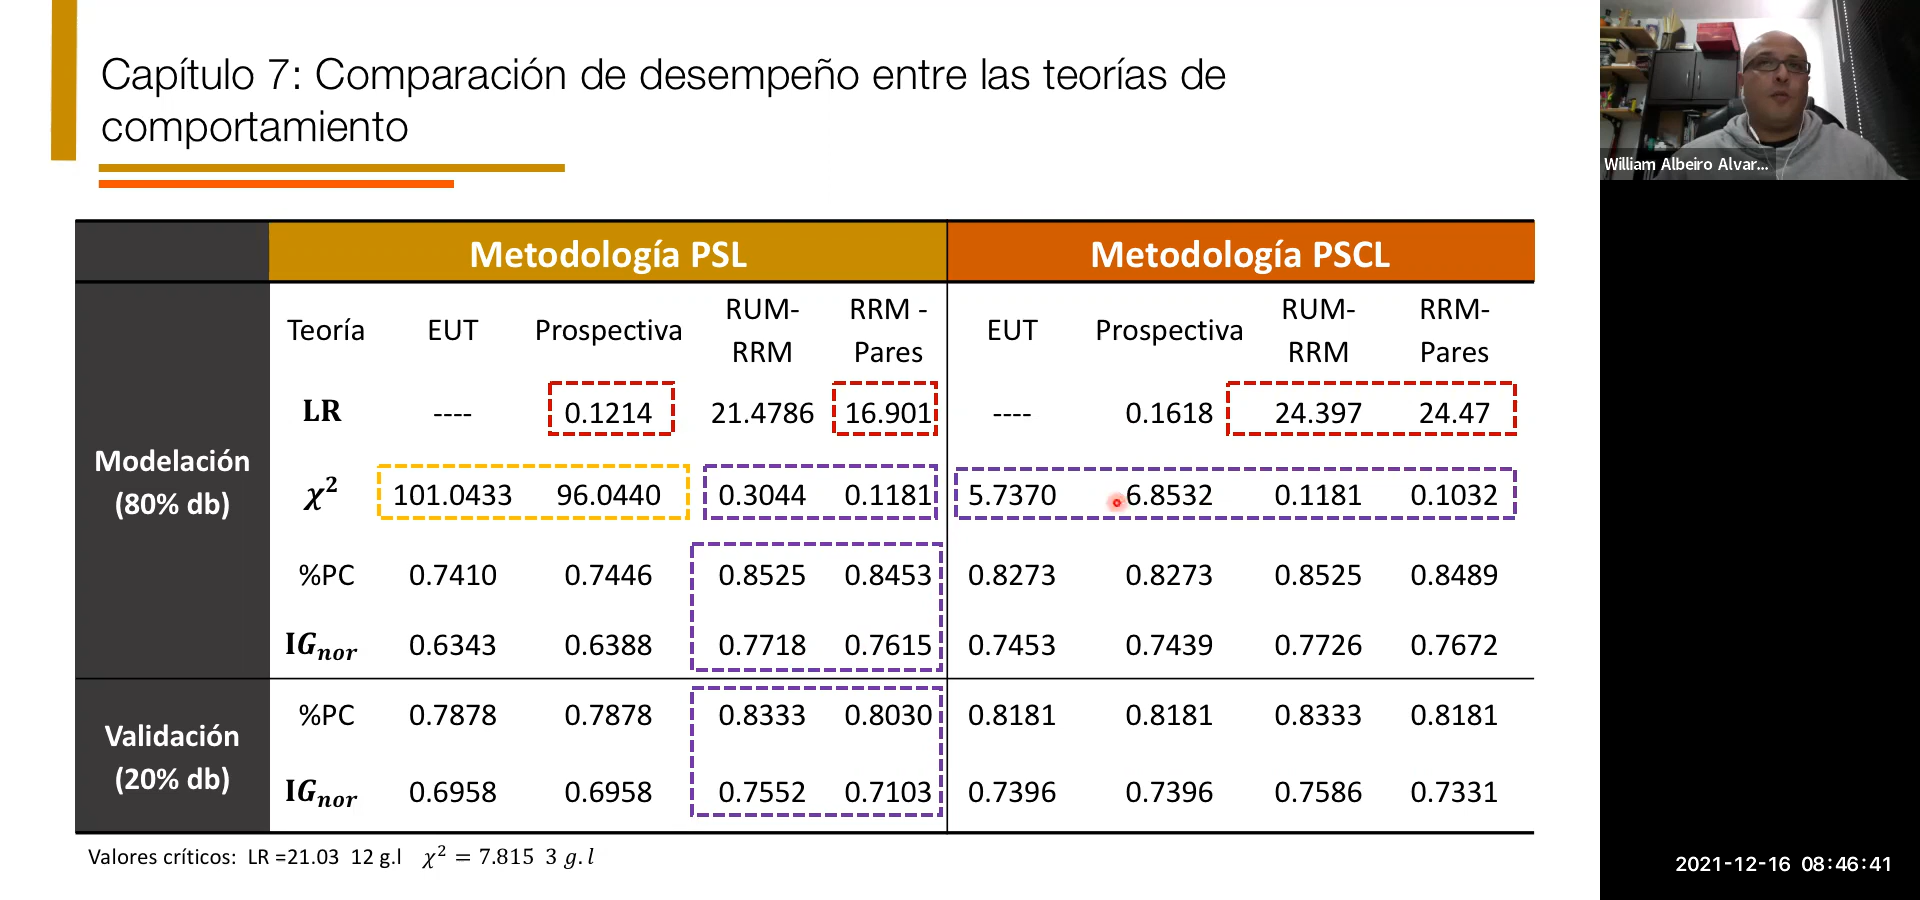 Capítulo 7: Comparación de desempeño entre las teorías de
comportamiento
William Albeiro Alvar...
Metodología PSL Metodología PSCL
Teoría EUT Prospectiva RUM- RRM - EUT Prospectiva RUM- RRM-
RRM Pares RRM Pares
LR ---- 0.1214 21.4786 16.901 ---- 0.1618 24.397 24.47
Modelación
(80% db)
χ² 101.0433 96.0440 0.3044 0.1181 5.7370 6.8532 0.1181 0.1032
%PC 0.7410 0.7446 0.8525 0.8453 0.8273 0.8273 0.8525 0.8489
IGnor 0.6343 0.6388 0.7718 0.7615 0.7453 0.7439 0.7726 0.7672
Validación
(20% db)
%PC 0.7878 0.7878 0.8333 0.8030 0.8181 0.8181 0.8333 0.8181
IGnor 0.6958 0.6958 0.7552 0.7103 0.7396 0.7396 0.7586 0.7331
Valores críticos: LR =21.03 12 g.l χ² = 7.815 3 g.l
2021-12-16 08:46:41